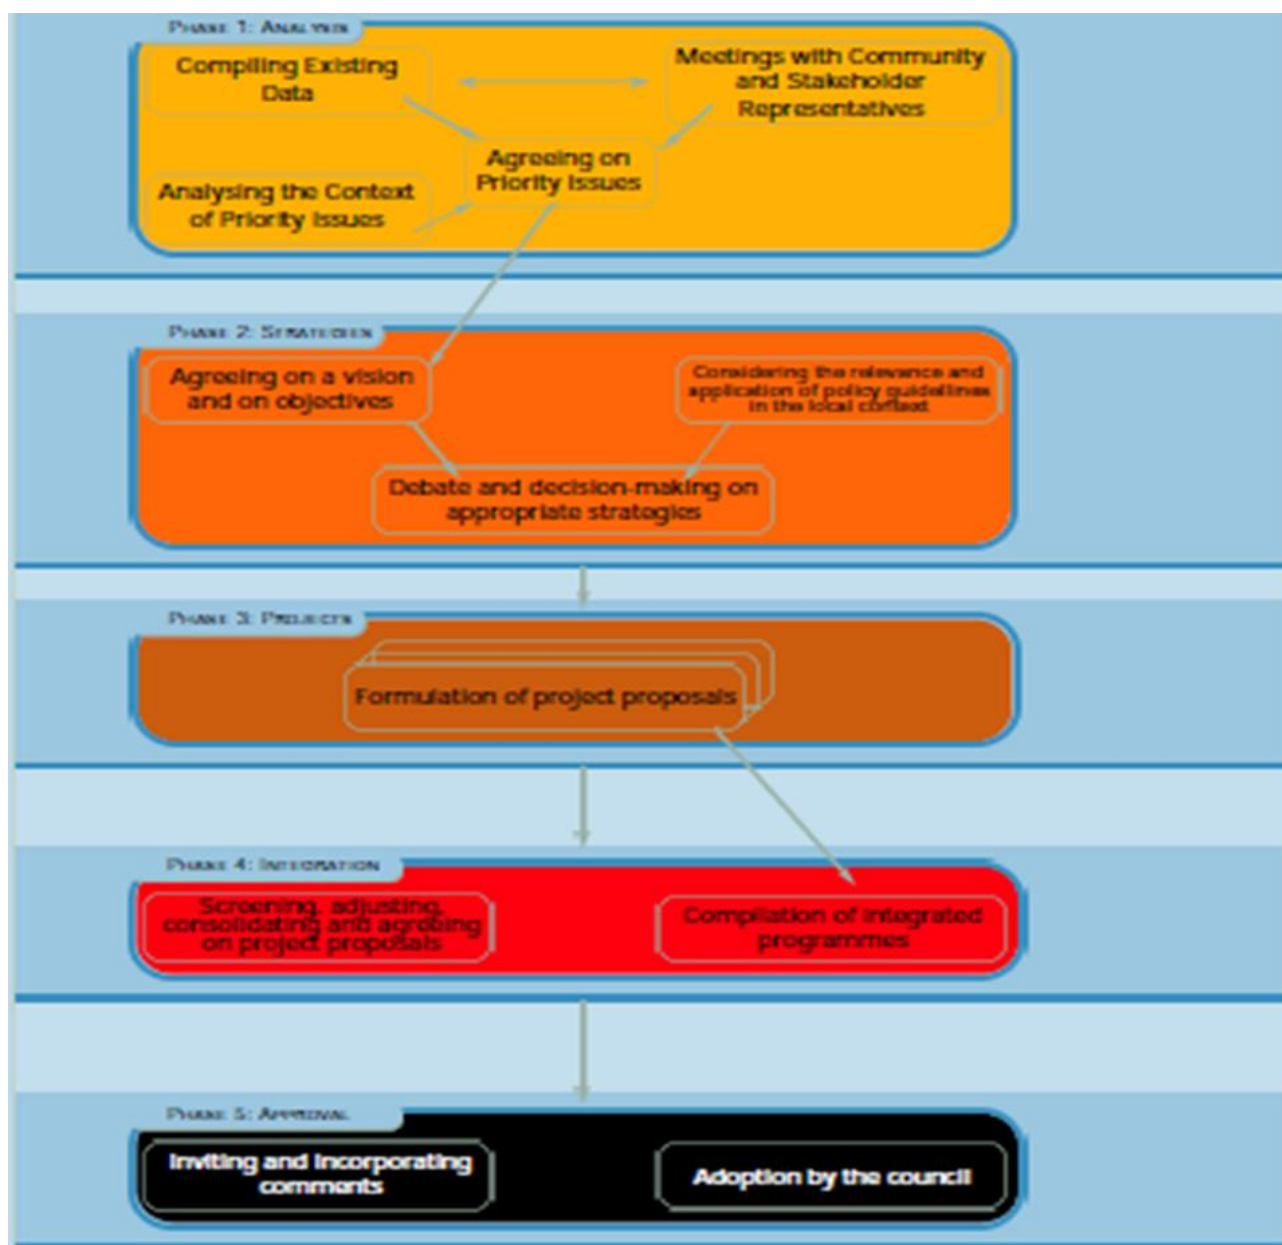 PHASE 1: ANALYSIS
Compiling Existing
Data
Meetings with Community
and Stakeholder
Representatives
Agreeing on
Priority Issues
Analysing the Context
of Priority Issues
PHASE 2: STRATEGIES
Agreeing on a vision
and on objectives
Considering the relevance and
application of policy guidelines
in the local context
Debate and decision-making on
appropriate strategies
PHASE 3: PROJECTS
Formulation of project proposals
PHASE 4: INTEGRATION
Screening, adjusting,
consolidating and agreeing
on project proposals
Compilation of integrated
programmes
PHASE 5: APPROVAL
Inviting and incorporating
comments
Adoption by the council